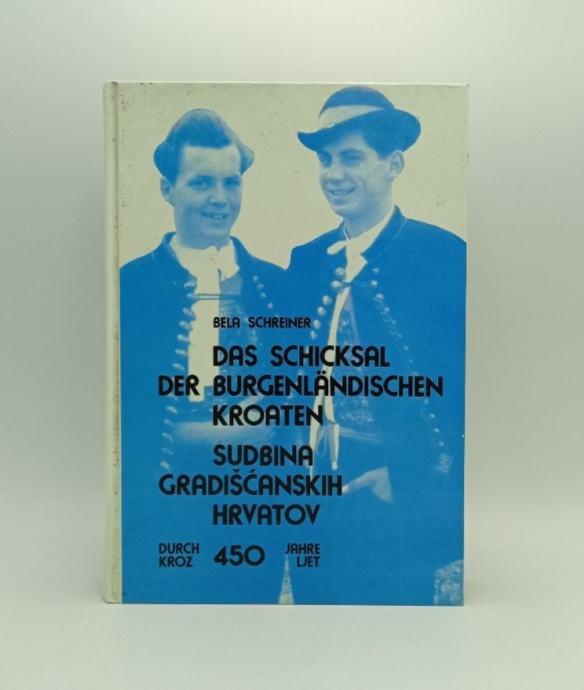 BELA SCHREINER
DAS SCHICKSAL
DER BURGENLÄNDISCHEN
KROATEN
SUDBINA
GRADIŠĆANSKIH
HRVATOV
DURCH 450 JAHRE
KROZ LJET